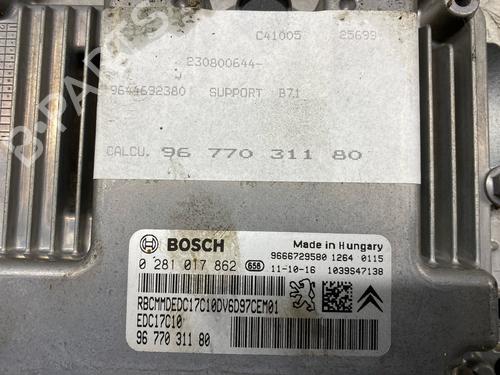 C41005 25699
230800644-
J
9644692380 SUPPORT B71
CALCU. 96 770 311 80
BOSCH
Made in Hungary
9666729580 1264 0115
0 281 017 862 656 11-10-16 1039S47138
RBCMMDEDC17C10DV6D97CEM01
EDC17C10
96 770 311 80